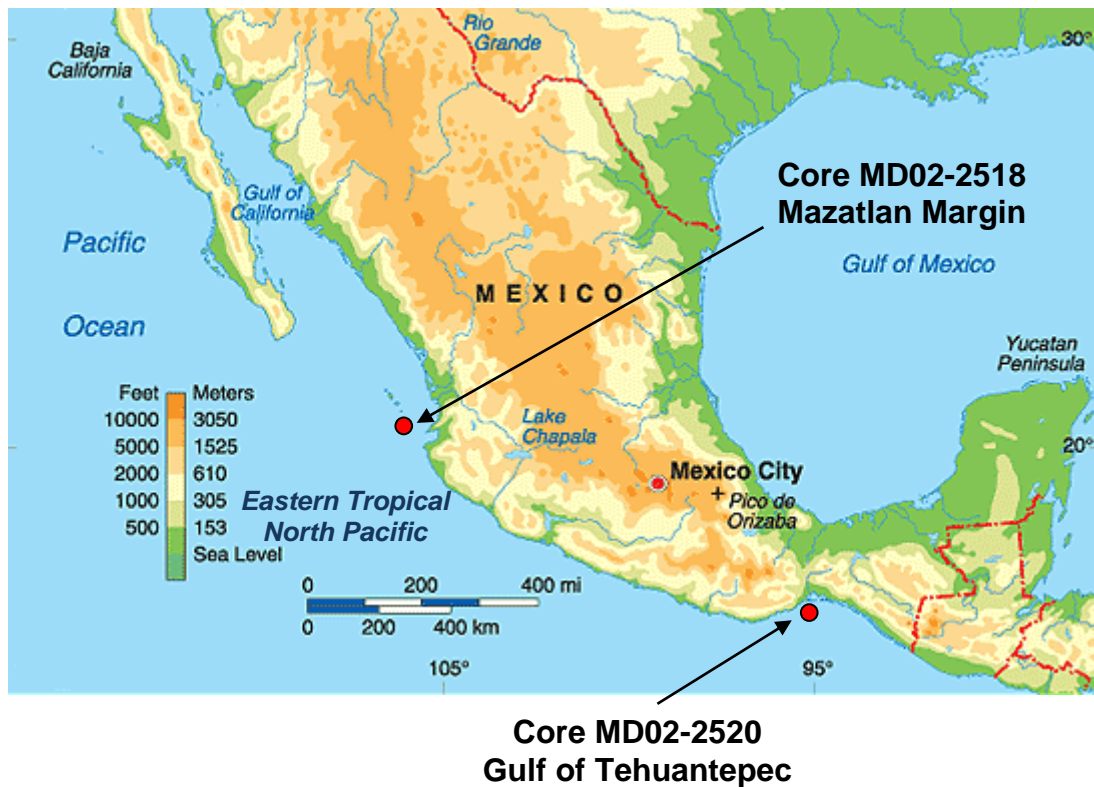 Baja
California
Rio
Grande
30°
Core MD02-2518
Mazatlan Margin
Gulf of
California
Pacific
Ocean
MEXICO
Gulf of Mexico
Yucatan
Peninsula
Feet Meters
10000 3050
5000 1525
2000 610
1000 305
500 153
Sea Level
Lake
Chapala
20°
Mexico City
Pico de
Orizaba
Eastern Tropical
North Pacific
0 200 400 mi
0 200 400 km
105°
95°
Core MD02-2520
Gulf of Tehuantepec